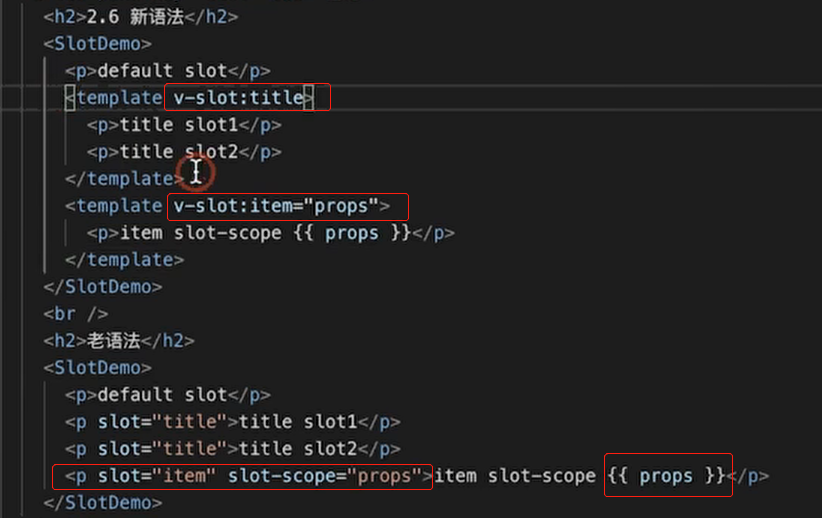 <h2>2.6 新语法</h2>
<SlotDemo>
<p>default slot</p>
<template v-slot:title>
<p>title slot1</p>
<p>title slot2</p>
</template>
<template v-slot:item="props">
<p>item slot-scope {{ props }}</p>
</template>
</SlotDemo>
<br />
<h2>老语法</h2>
<SlotDemo>
<p>default slot</p>
<p slot="title">title slot1</p>
<p slot="title">title slot2</p>
<p slot="item" slot-scope="props">item slot-scope {{ props }}</p>
</SlotDemo>